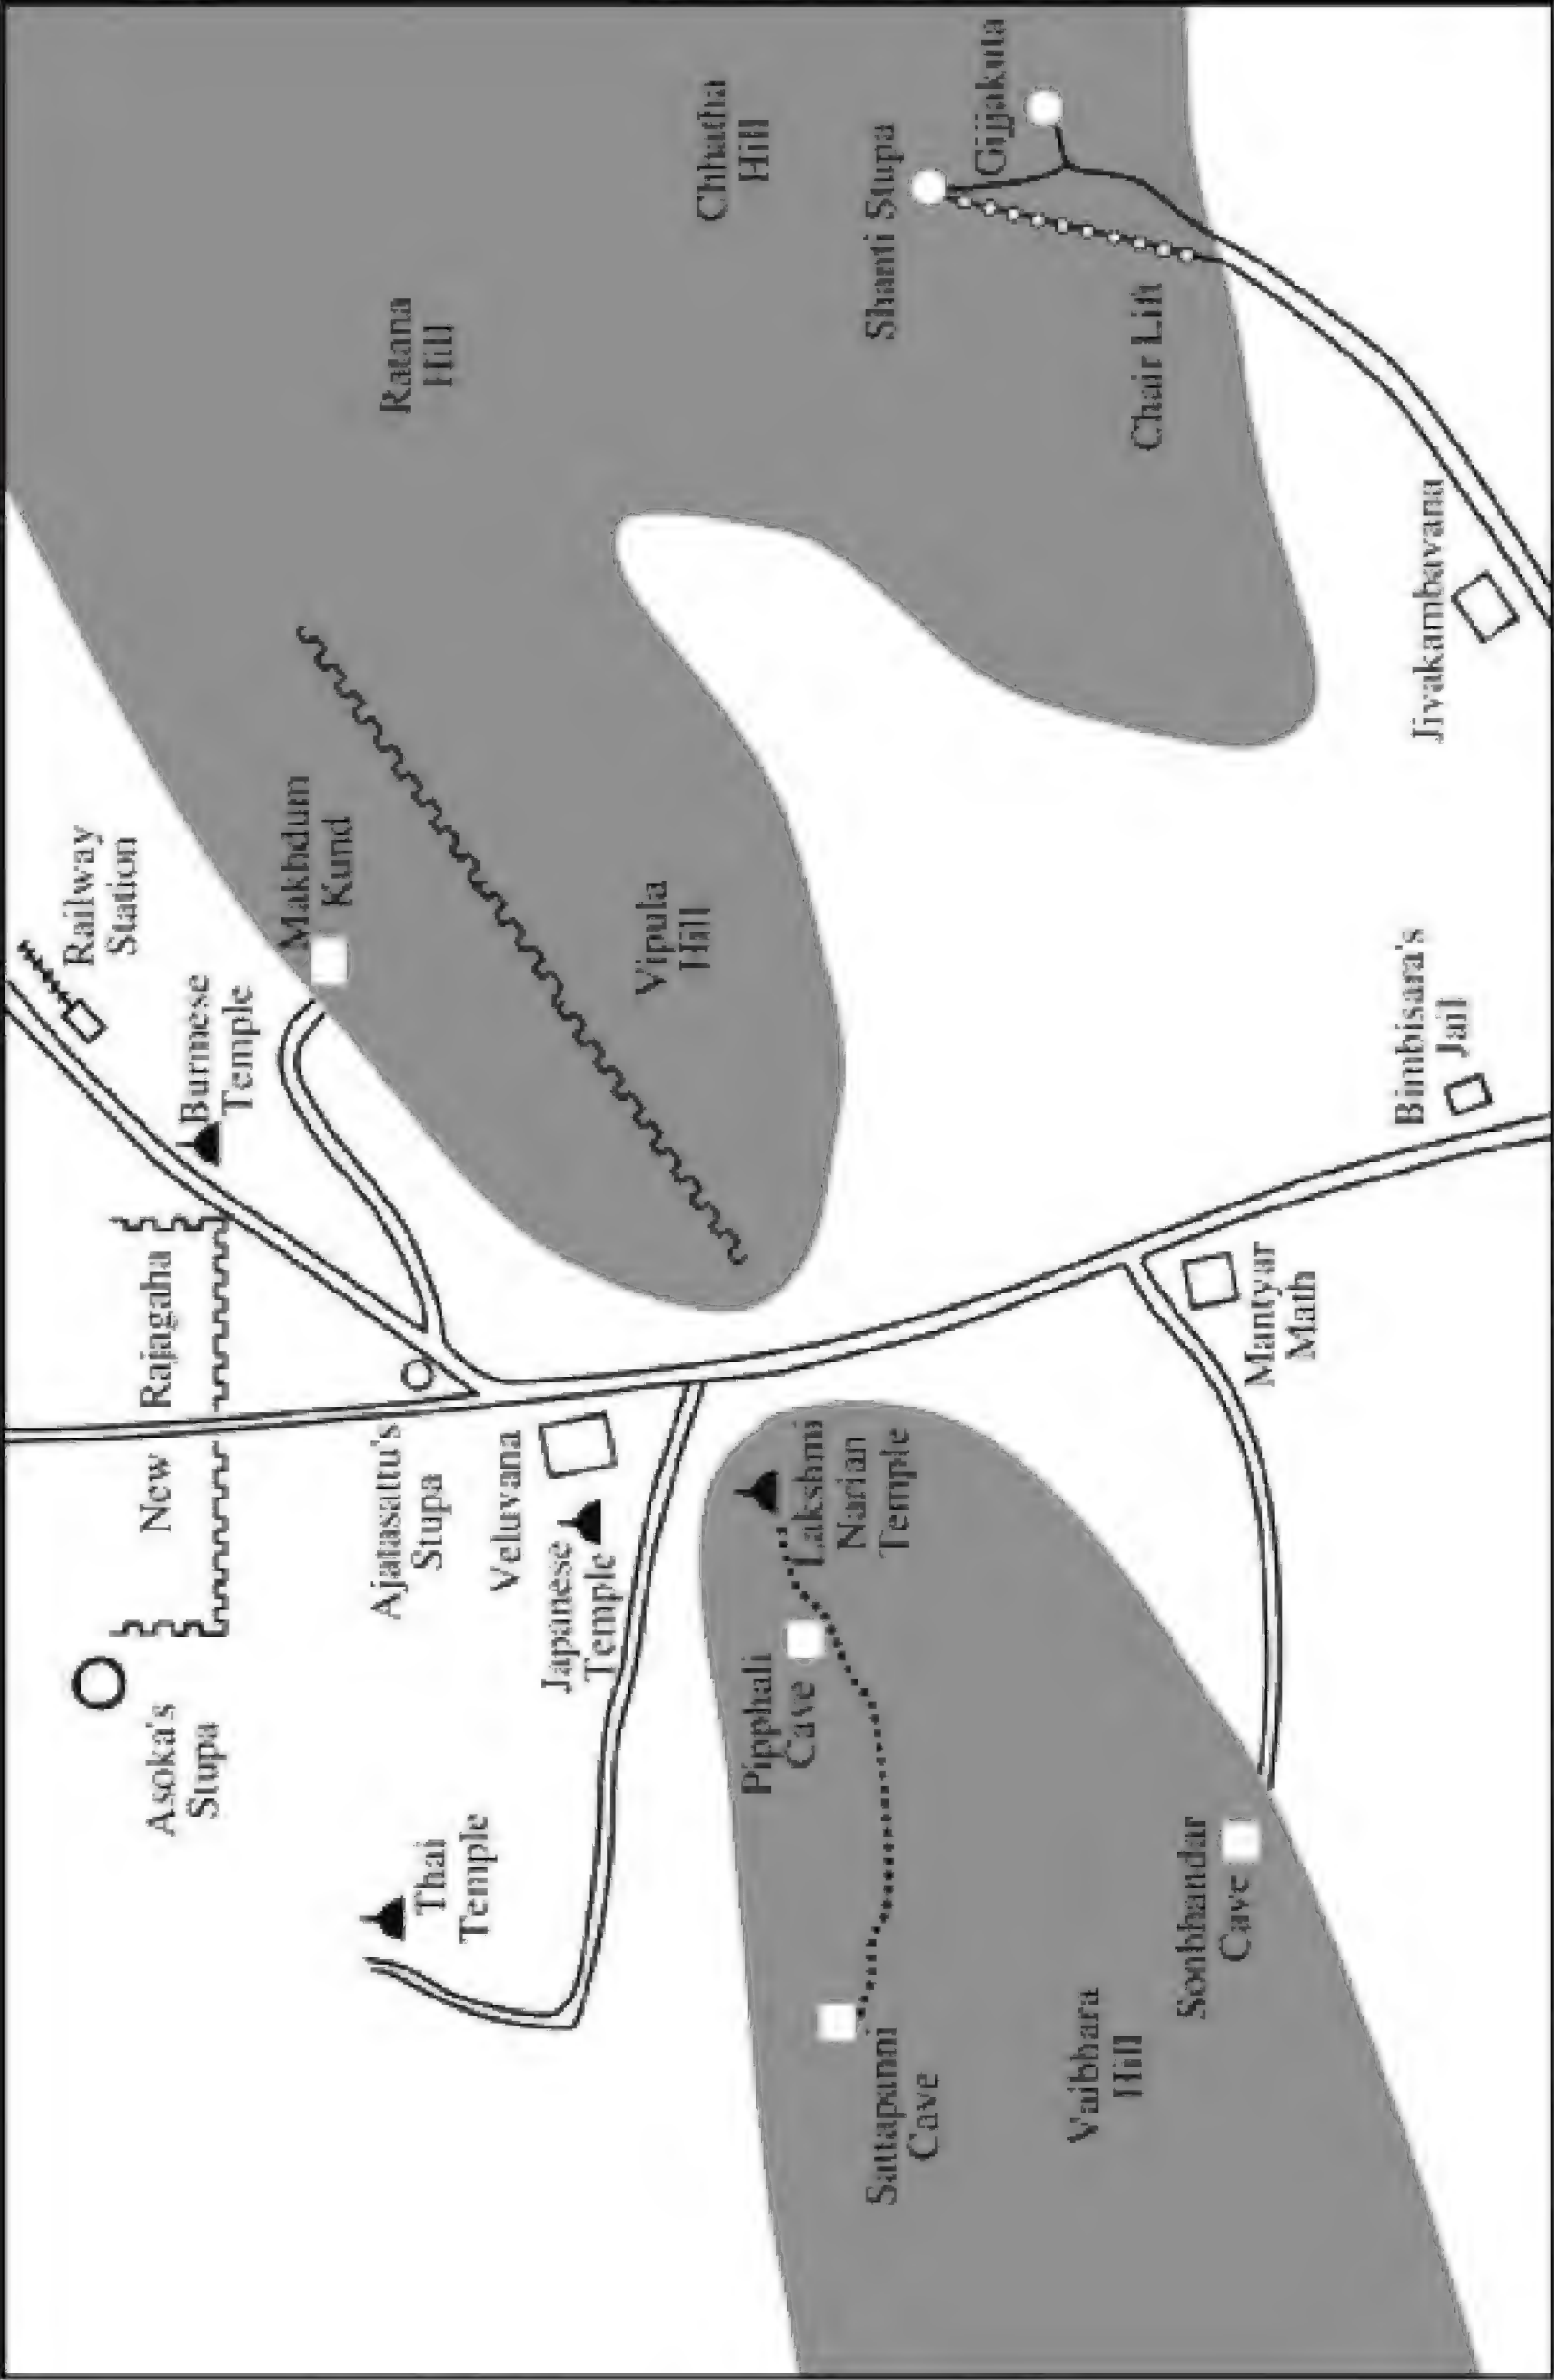 Asoka's
Stupa
New Rajagaha
Railway
Station
Burmese
Temple
Makhdum
Kund
Ratana
Hill
Thai
Temple
Ajatasattu's
Stupa
Veluvana
Japanese
Temple
Vipula
Hill
Chhatha
Hill
Pipphali
Cave
Lakshmi
Narian
Temple
Shanti Stupa
Gijjakuta
Sattapanni
Cave
Vaibhara
Hill
Chair Lift
Sonbhandar
Cave
Maniyar
Math
Bimbisara's
Jail
Jivakambavana